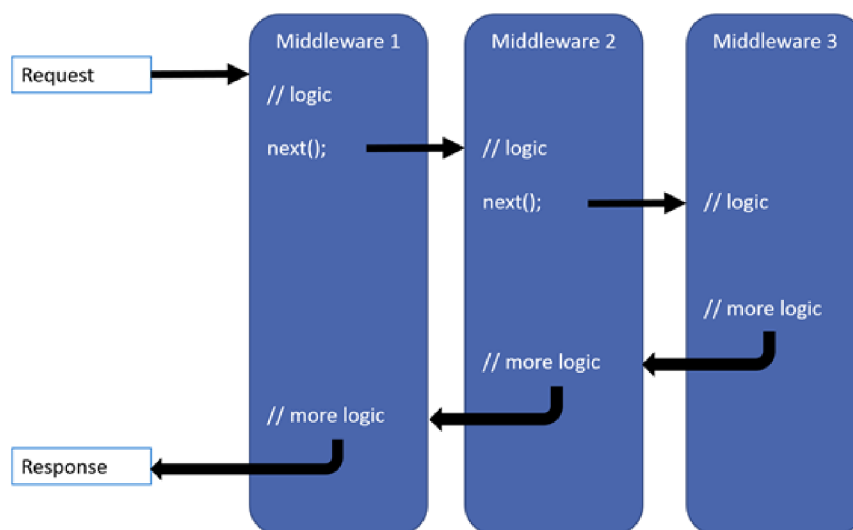 Middleware 1
Middleware 2
Middleware 3
Request
// logic
next();
// logic
next();
// logic
// more logic
// more logic
// more logic
Response